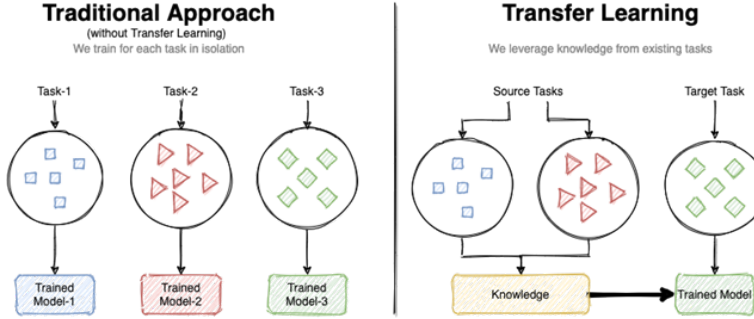 Traditional Approach
(without Transfer Learning)
We train for each task in isolation
Task-1
Task-2
Task-3
Trained
Model-1
Trained
Model-2
Trained
Model-3
Transfer Learning
We leverage knowledge from existing tasks
Source Tasks
Target Task
Knowledge
Trained Model